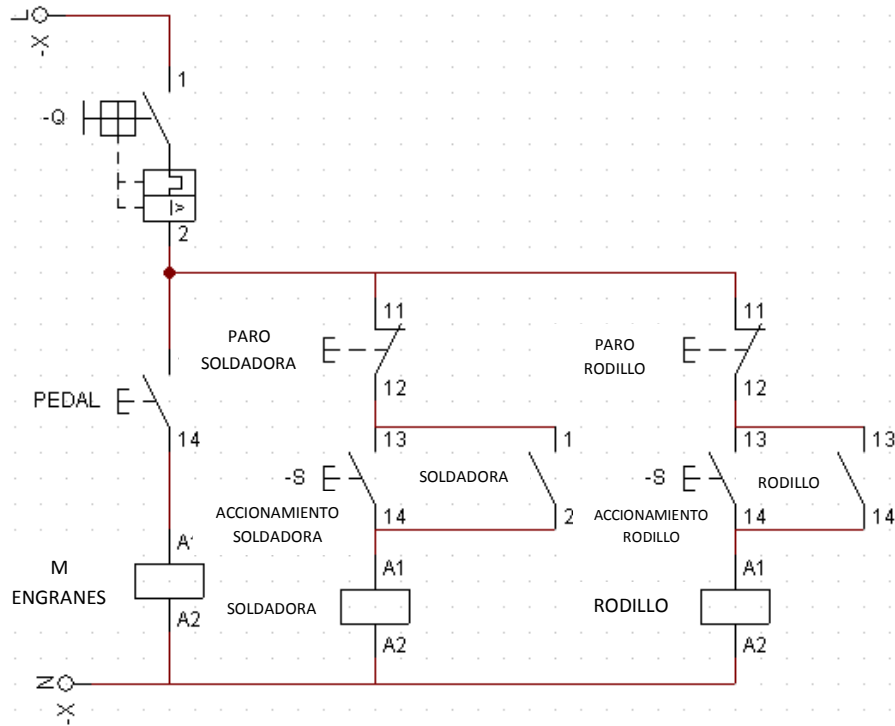 L
-X
1
-Q
2
11
11
PARO
SOLDADORA
PARO
RODILLO
12
12
PEDAL
13
1
13
13
-S
SOLDADORA
-S
RODILLO
14
14
2
14
14
ACCIONAMIENTO
SOLDADORA
ACCIONAMIENTO
RODILLO
A1
A1
A1
M
ENGRANES
SOLDADORA
RODILLO
A2
A2
A2
N
-X